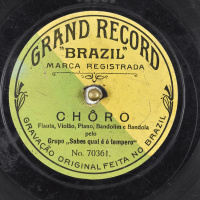 GRAND RECORD
"BRAZIL"
MARCA REGISTRADA
CHÔRO
Flauta, Violão, Piano, Bandolim e Bandola
pelo
Grupo „Sabes qual é o tempero"
No. 70361.
GRAVAÇÃO ORIGINAL FEITA NO BRAZIL